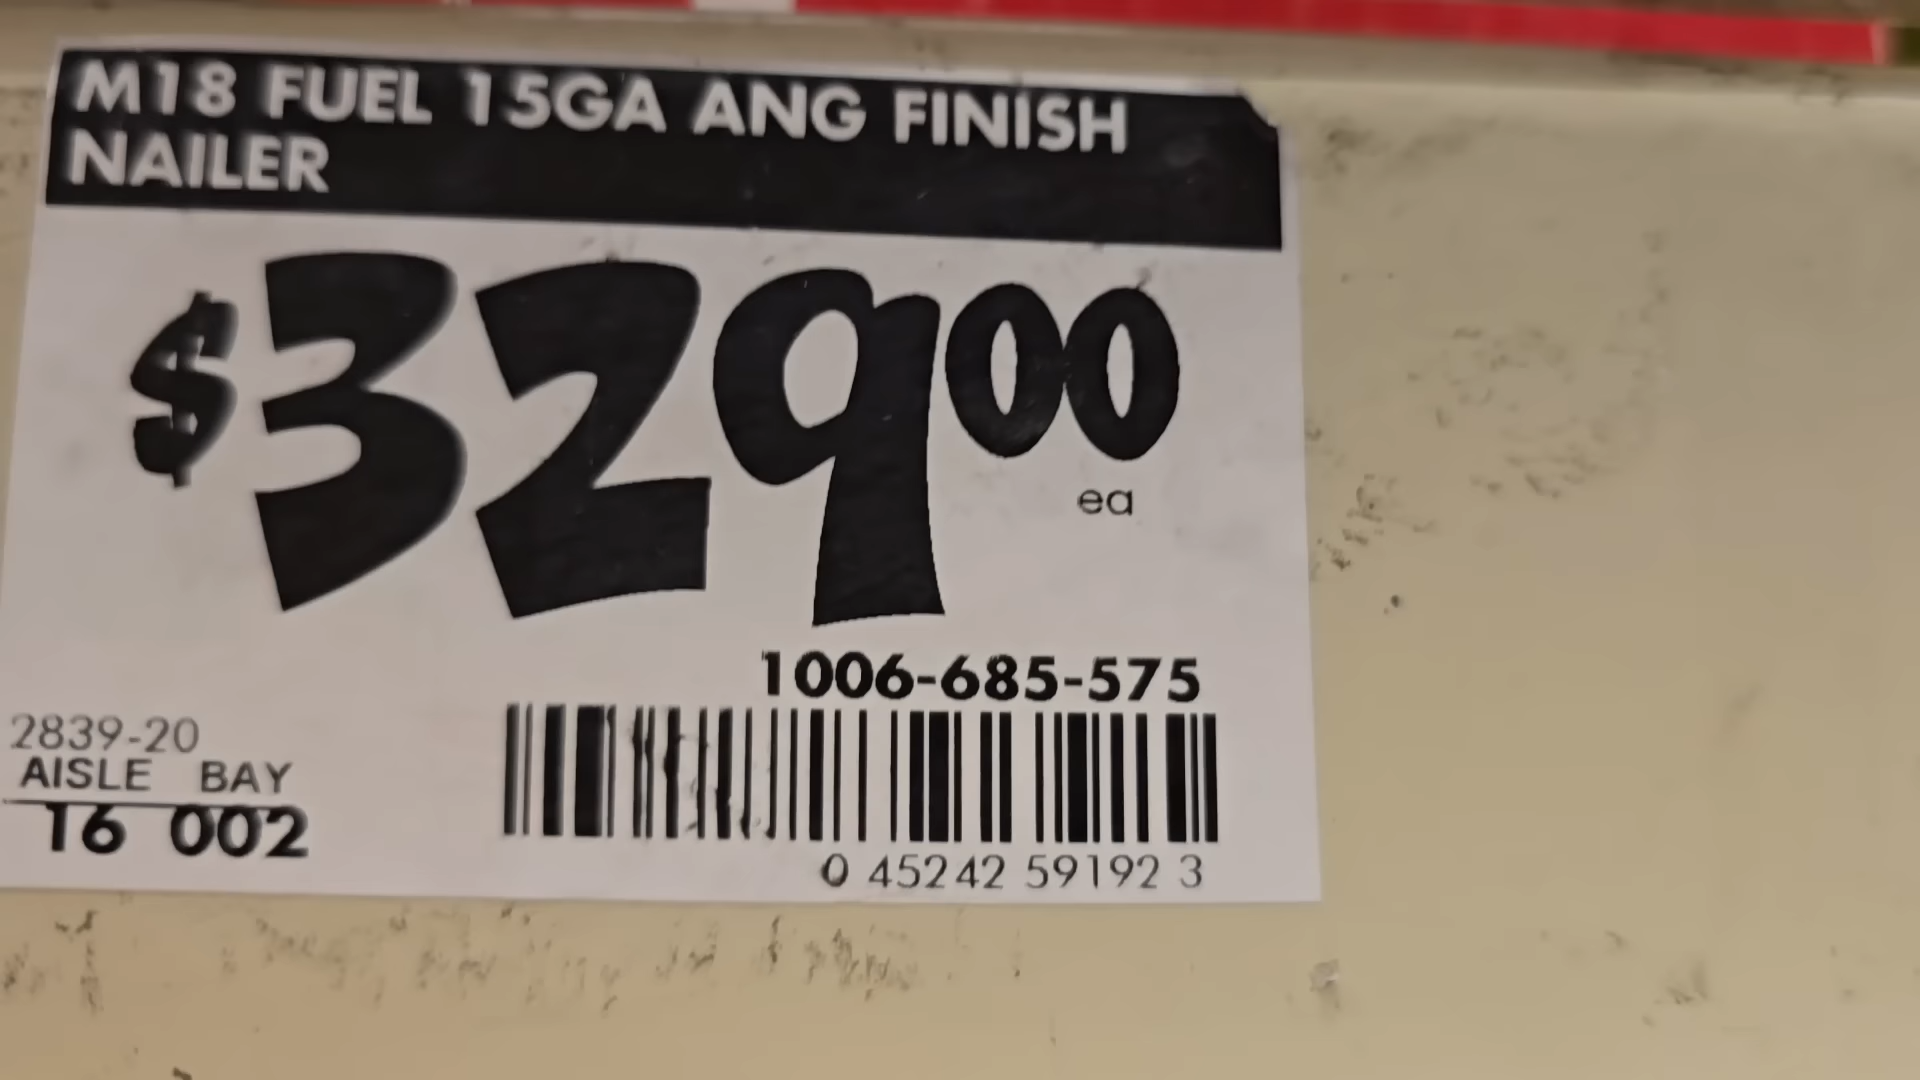 M18 FUEL 15GA ANG FINISH
NAILER
$32900
ea
1006-685-575
2839-20
AISLE BAY
16 002
0 45242 59192 3